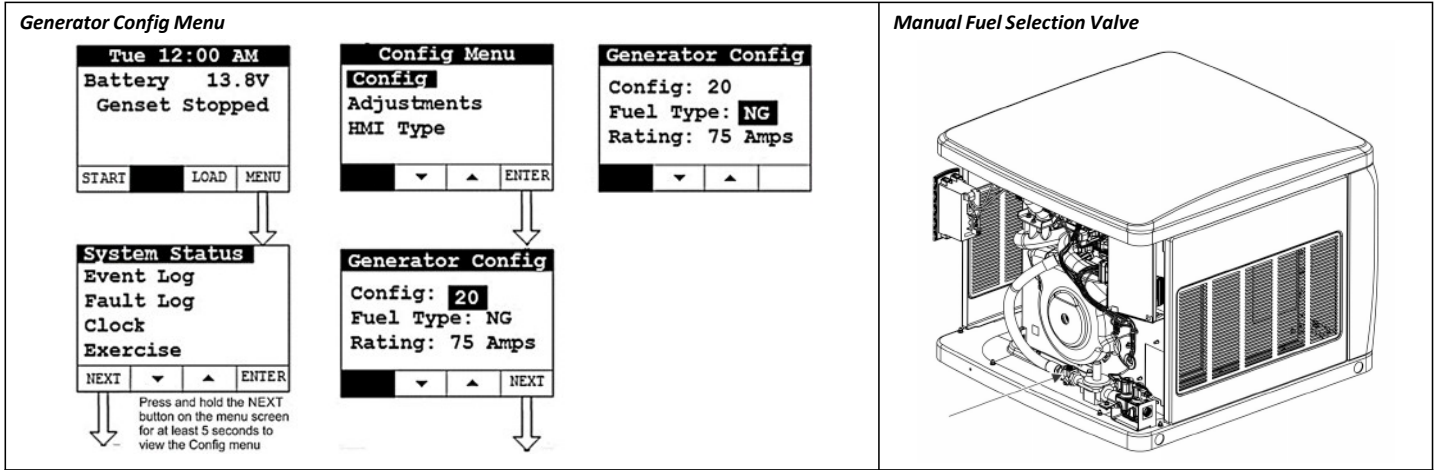 Generator Config Menu
Tue 12:00 AM
Battery 13.8V
Genset Stopped
START LOAD MENU
System Status
Event Log
Fault Log
Clock
Exercise
NEXT ▼ ▲ ENTER
Press and hold the NEXT
button on the menu screen
for at least 5 seconds to
view the Config menu
Config Menu
Config
Adjustments
HMI Type
▼ ▲ ENTER
Generator Config
Config: 20
Fuel Type: NG
Rating: 75 Amps
▼ ▲ NEXT
Generator Config
Config: 20
Fuel Type: NG
Rating: 75 Amps
▼ ▲
Manual Fuel Selection Valve